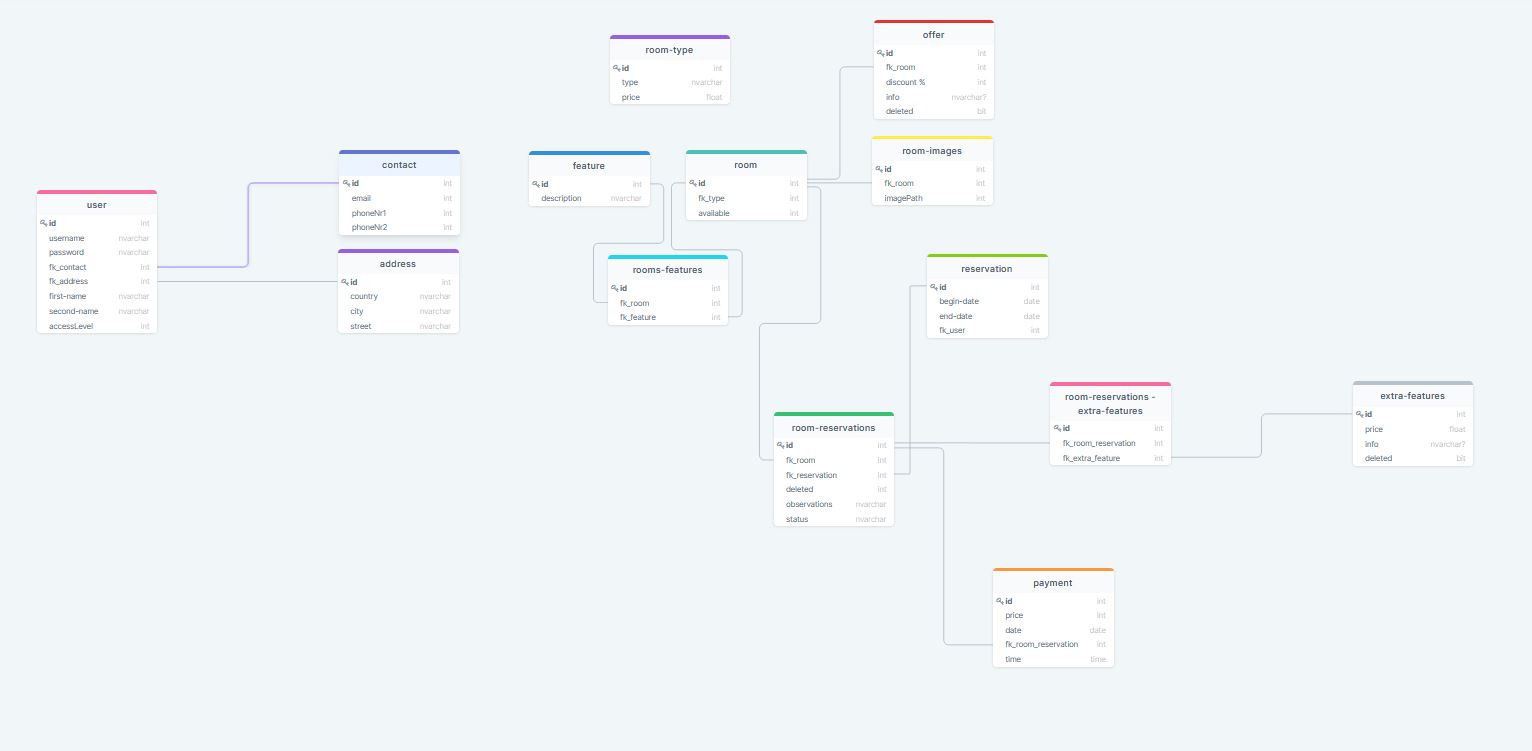 room-type
id int
type nvarchar
price float
offer
id int
fk_room int
discount % int
info nvarchar?
deleted bit
contact
id int
email int
phoneNr1 int
phoneNr2 int
feature
id int
description nvarchar
room
id int
fk_type int
available int
room-images
id int
fk_room int
imagePath int
user
id int
username nvarchar
password nvarchar
fk_contact int
fk_address int
first-name nvarchar
second-name nvarchar
accessLevel int
address
id int
country nvarchar
city nvarchar
street nvarchar
rooms-features
id int
fk_room int
fk_feature int
reservation
id int
begin-date date
end-date date
fk_user int
room-reservations
id int
fk_room int
fk_reservation int
deleted int
observations nvarchar
status nvarchar
room-reservations -
extra-features
id int
fk_room_reservation int
fk_extra_feature int
extra-features
id int
price float
info nvarchar?
deleted bit
payment
id int
price int
date date
fk_room_reservation int
time time